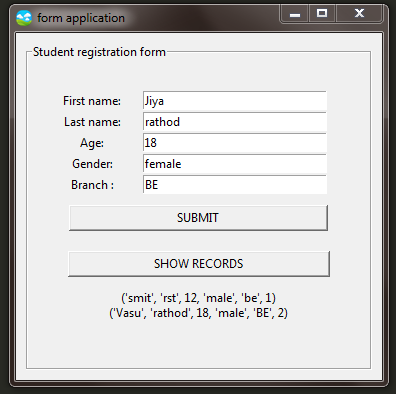 form application
Student registration form
First name: Jiya
Last name: rathod
Age: 18
Gender: female
Branch : BE
SUBMIT
SHOW RECORDS
('smit', 'rst', 12, 'male', 'be', 1)
('Vasu', 'rathod', 18, 'male', 'BE', 2)